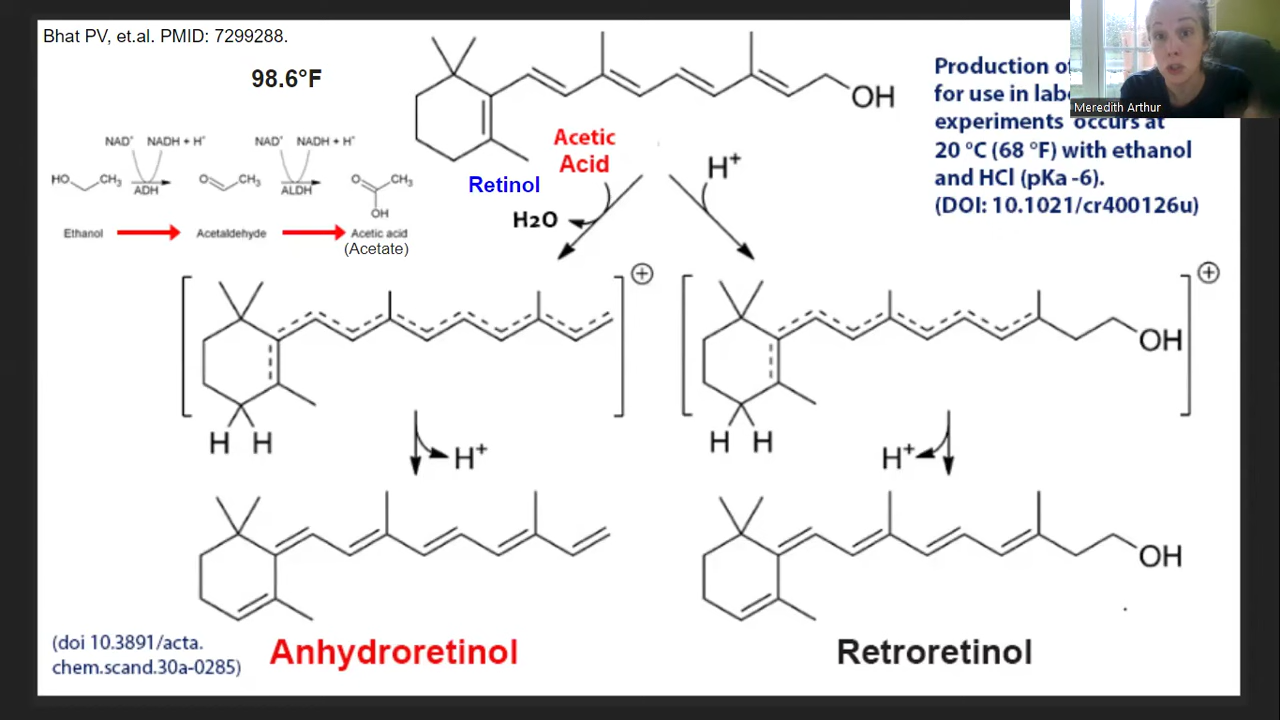 Bhat PV, et.al. PMID: 7299288.
98.6°F
OH
Production
for use in
experiments occurs at
20 °C (68 °F) with ethanol
and HCl (pKa -6).
(DOI: 10.1021/cr400126u)
Meredith Arthur
NAD⁺ NADH + H⁺ NAD⁺ NADH + H⁺
HO CH₃ O CH₃ O CH₃
ADH ALDH
OH
Ethanol Acetaldehyde Acetic acid
(Acetate)
Acetic
Acid
Retinol
H⁺
H2O
⊕
⊕
OH
H H
H H
H⁺
H⁺
OH
(doi 10.3891/acta.
chem.scand.30a-0285)
Anhydroretinol
Retroretinol